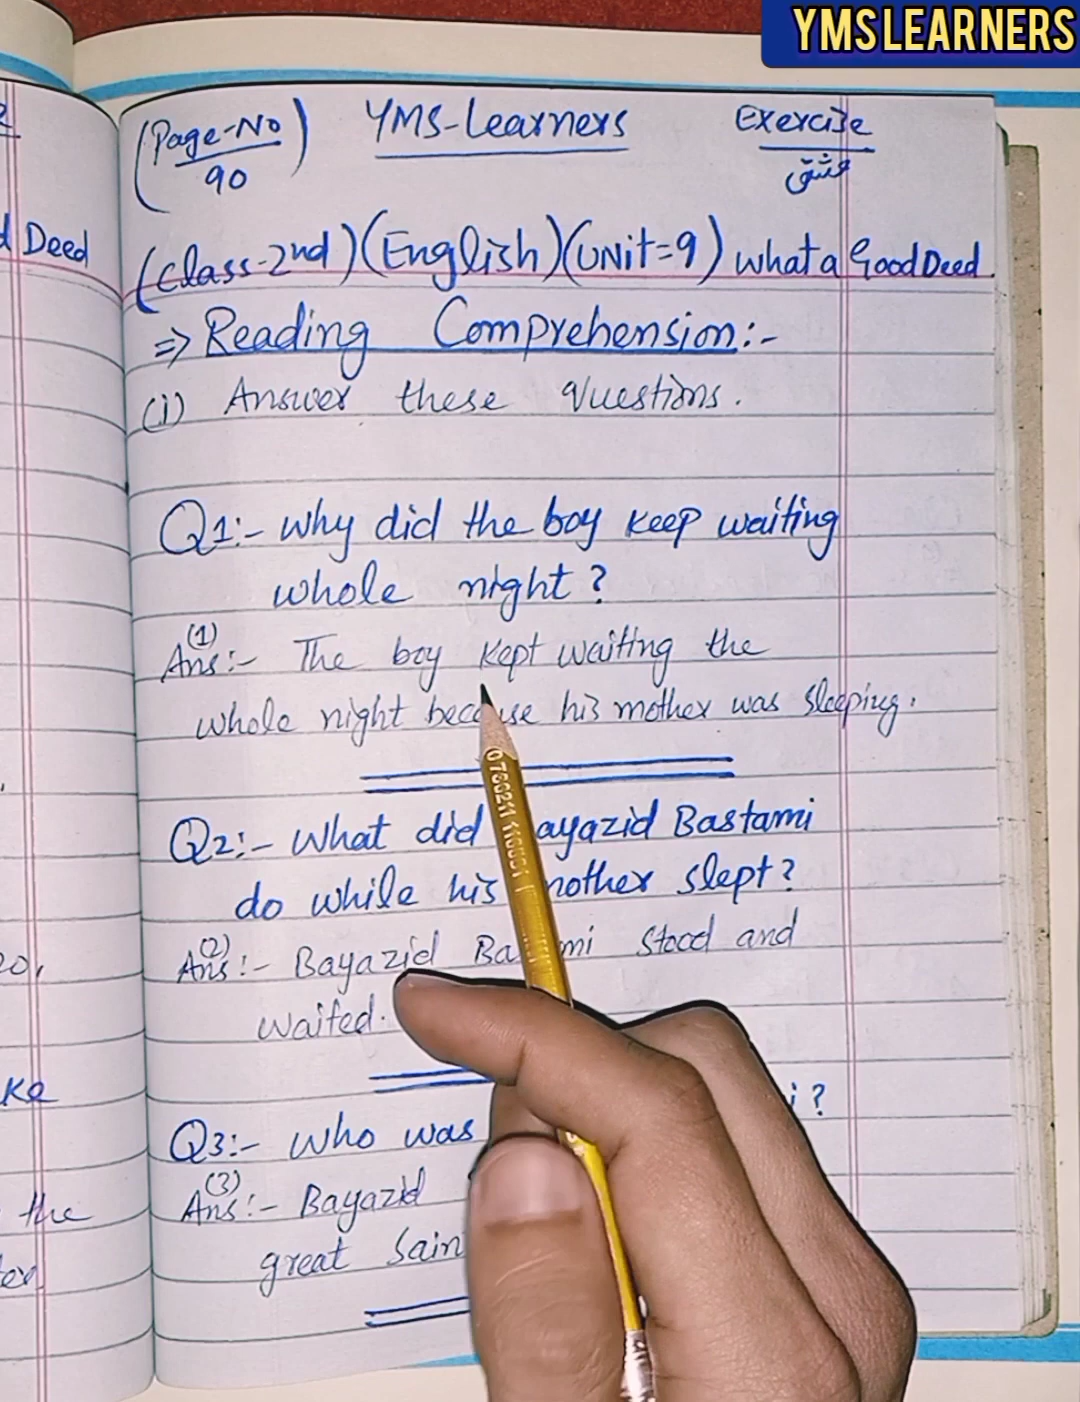 YMS LEARNERS
(Page-No / 90) YMS-Learners Exercise
مشق
d Deed
(Class-2nd) (English) (UNit=9) what a Good Deed
=> Reading Comprehension:-
(i) Answer these Questions.
Q1:- Why did the boy keep waiting
whole night?
(1)
Ans:- The boy kept waiting the
whole night because his mother was sleeping.
Q2:- What did ayazid Bastami
do while his mother slept?
(2)
Ans:- Bayazid Ba mi stood and
waited.
ke
Q3:- Who was i?
(3)
Ans:- Bayazid
the
great Sain